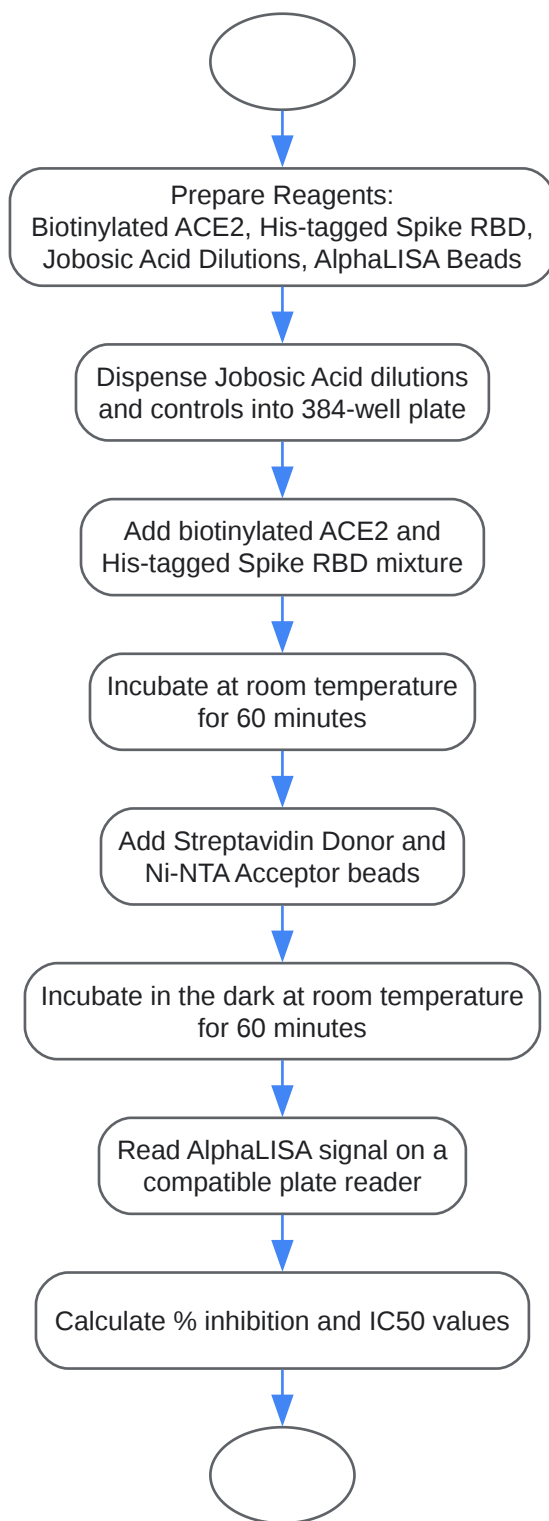 Prepare Reagents:
Biotinylated ACE2, His-tagged Spike RBD,
Jobosic Acid Dilutions, AlphaLISA Beads
Dispense Jobosic Acid dilutions
and controls into 384-well plate
Add biotinylated ACE2 and
His-tagged Spike RBD mixture
Incubate at room temperature
for 60 minutes
Add Streptavidin Donor and
Ni-NTA Acceptor beads
Incubate in the dark at room temperature
for 60 minutes
Read AlphaLISA signal on a
compatible plate reader
Calculate % inhibition and IC50 values